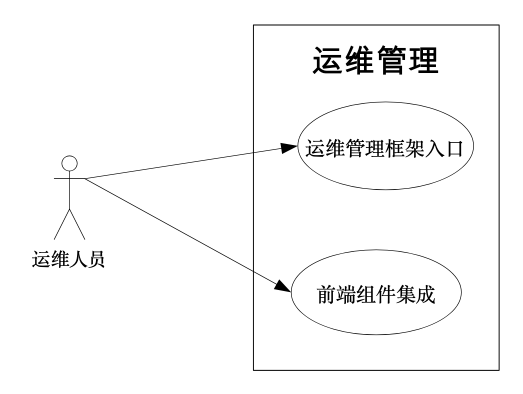 运维管理
运维管理框架入口
运维人员
前端组件集成